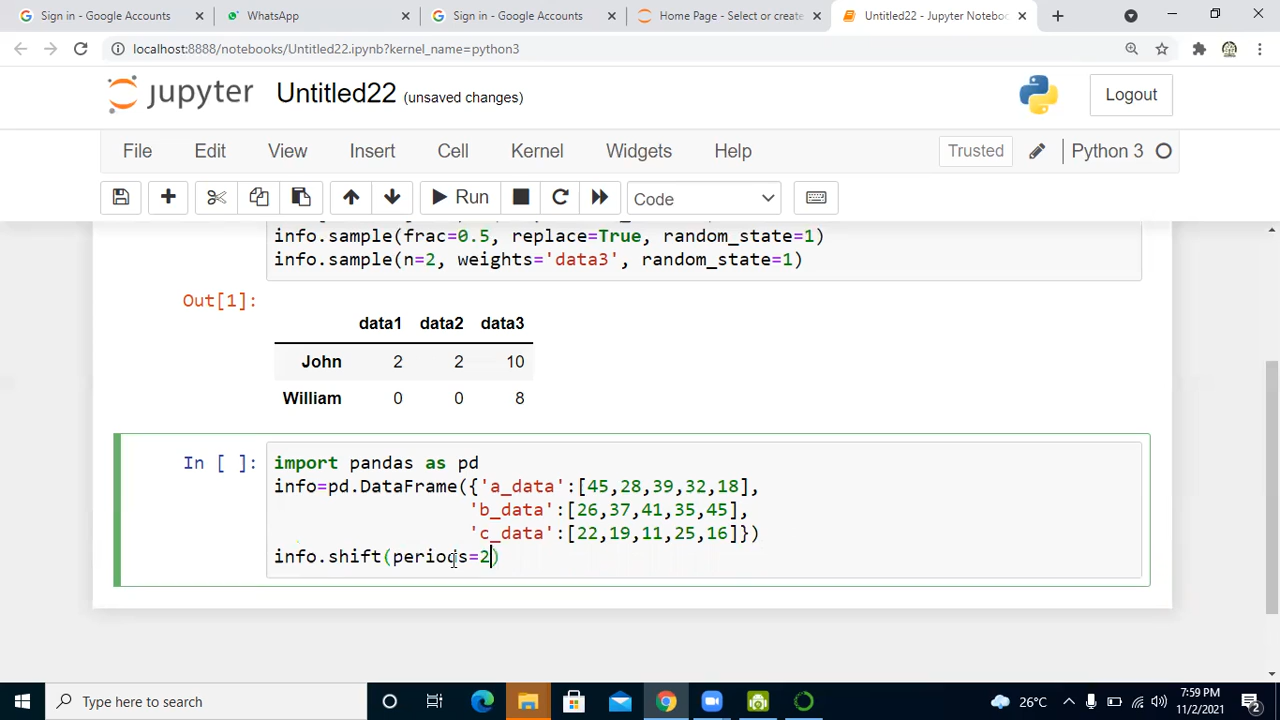 Sign in - Google Accounts
WhatsApp
Sign in - Google Accounts
Home Page - Select or create
Untitled22 - Jupyter Noteboo
localhost:8888/notebooks/Untitled22.ipynb?kernel_name=python3
jupyter Untitled22 (unsaved changes)
Logout
File Edit View Insert Cell Kernel Widgets Help Trusted Python 3
Run Code
info.sample(frac=0.5, replace=True, random_state=1)
info.sample(n=2, weights='data3', random_state=1)
Out[1]:
data1 data2 data3
John 2 2 10
William 0 0 8
In [ ]: import pandas as pd
info=pd.DataFrame({'a_data':[45,28,39,32,18],
'b_data':[26,37,41,35,45],
'c_data':[22,19,11,25,16]})
info.shift(periods=2)
Type here to search
26°C
7:59 PM
11/2/2021
2